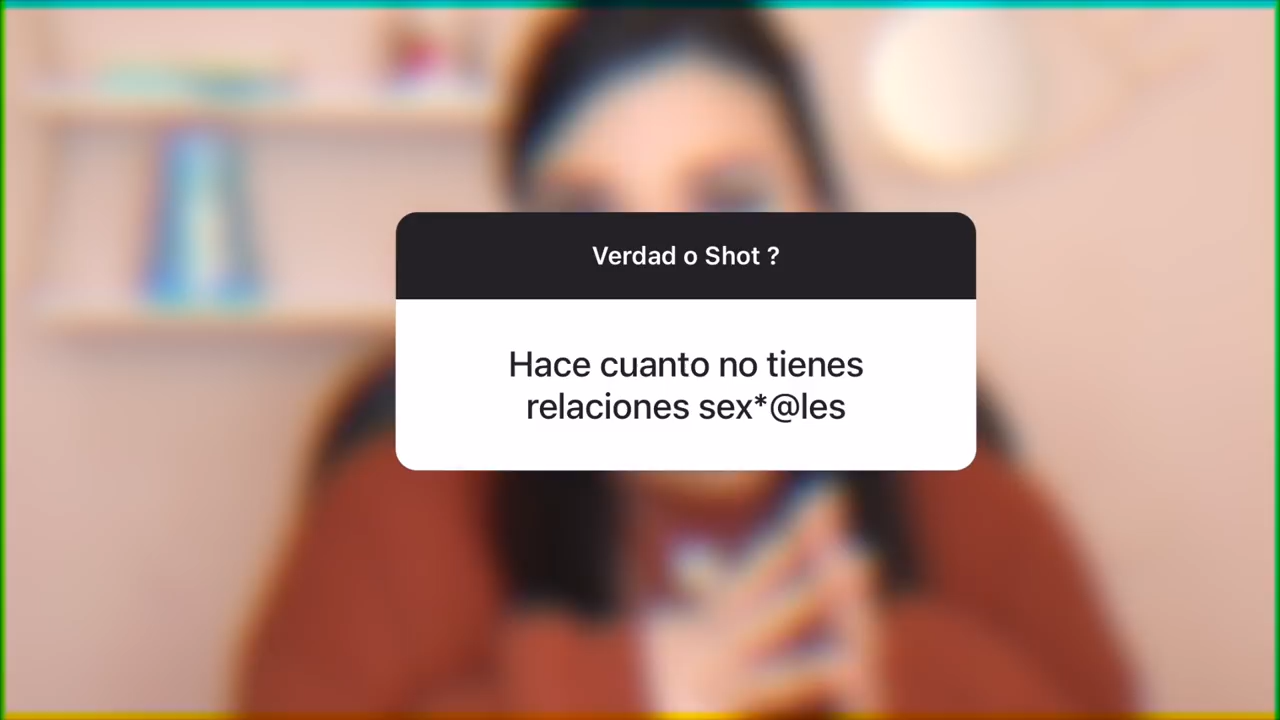 Verdad o Shot ?
Hace cuanto no tienes
relaciones sex*@les